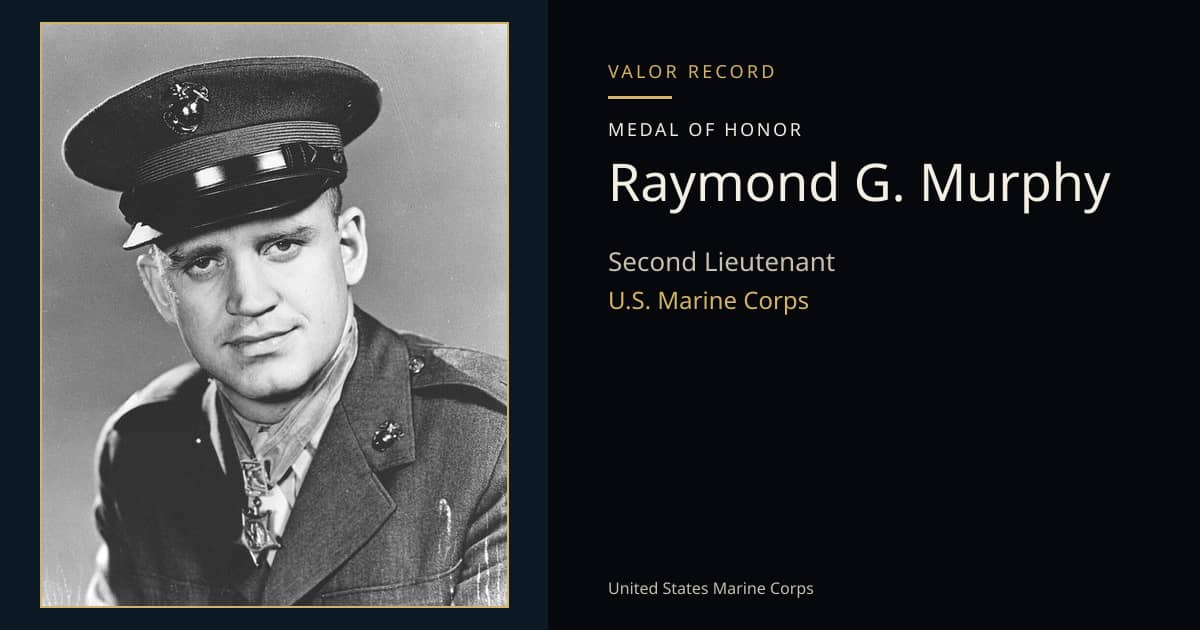 VALOR RECORD
MEDAL OF HONOR
Raymond G. Murphy
Second Lieutenant
U.S. Marine Corps
United States Marine Corps